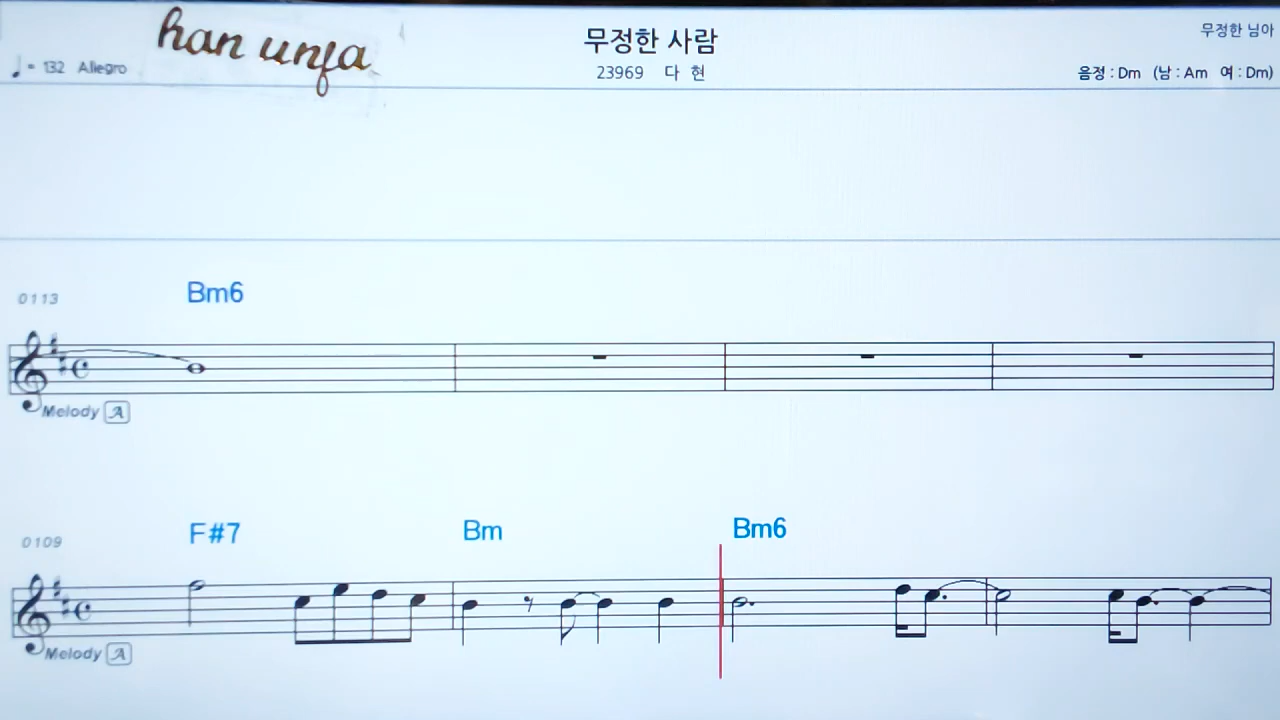 han unfa
무정한 사람
무정한 님아
♩= 132 Allegro
23969 다 현
음정 : Dm (남 : Am 여 : Dm)
0113
Bm6
Melody A
0109
F#7 Bm Bm6
Melody A